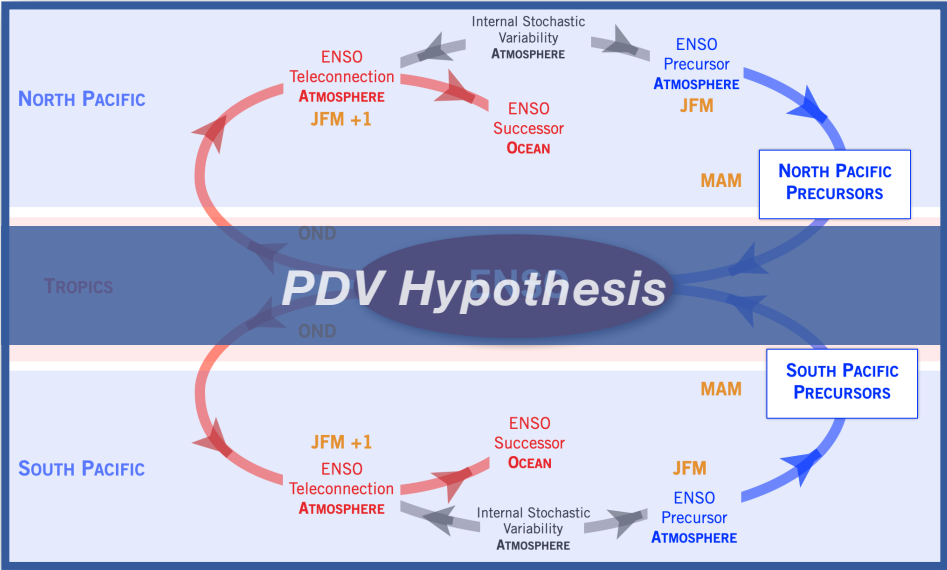 Internal Stochastic
Variability
ATMOSPHERE
ENSO
Teleconnection
ATMOSPHERE
JFM +1
ENSO
Precursor
ATMOSPHERE
JFM
NORTH PACIFIC
ENSO
Successor
OCEAN
MAM
NORTH PACIFIC
PRECURSORS
OND
TROPICS
ENSO
PDV Hypothesis
OND
SOUTH PACIFIC
PRECURSORS
MAM
JFM +1
ENSO
Successor
OCEAN
SOUTH PACIFIC
ENSO
Teleconnection
ATMOSPHERE
JFM
ENSO
Precursor
ATMOSPHERE
Internal Stochastic
Variability
ATMOSPHERE